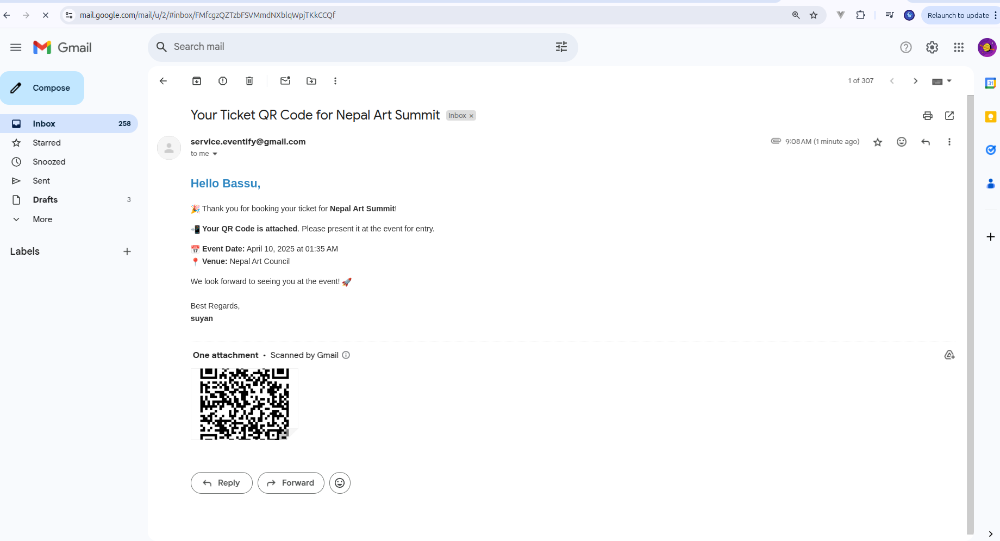 mail.google.com/mail/u/2/#inbox/FMfcgzQZTzbFSVMmdNXblqWpjTKkCCQf
Relaunch to update
Gmail
Search mail
Compose
1 of 307
Inbox 258
Starred
Snoozed
Sent
Drafts 3
More
Labels
Your Ticket QR Code for Nepal Art Summit
Inbox ×
service.eventify@gmail.com
9:08 AM (1 minute ago)
to me
Hello Bassu,
🎉 Thank you for booking your ticket for Nepal Art Summit!
📲 Your QR Code is attached. Please present it at the event for entry.
📅 Event Date: April 10, 2025 at 01:35 AM
📍 Venue: Nepal Art Council
We look forward to seeing you at the event! 🚀
Best Regards,
suyan
One attachment • Scanned by Gmail
Reply
Forward
31